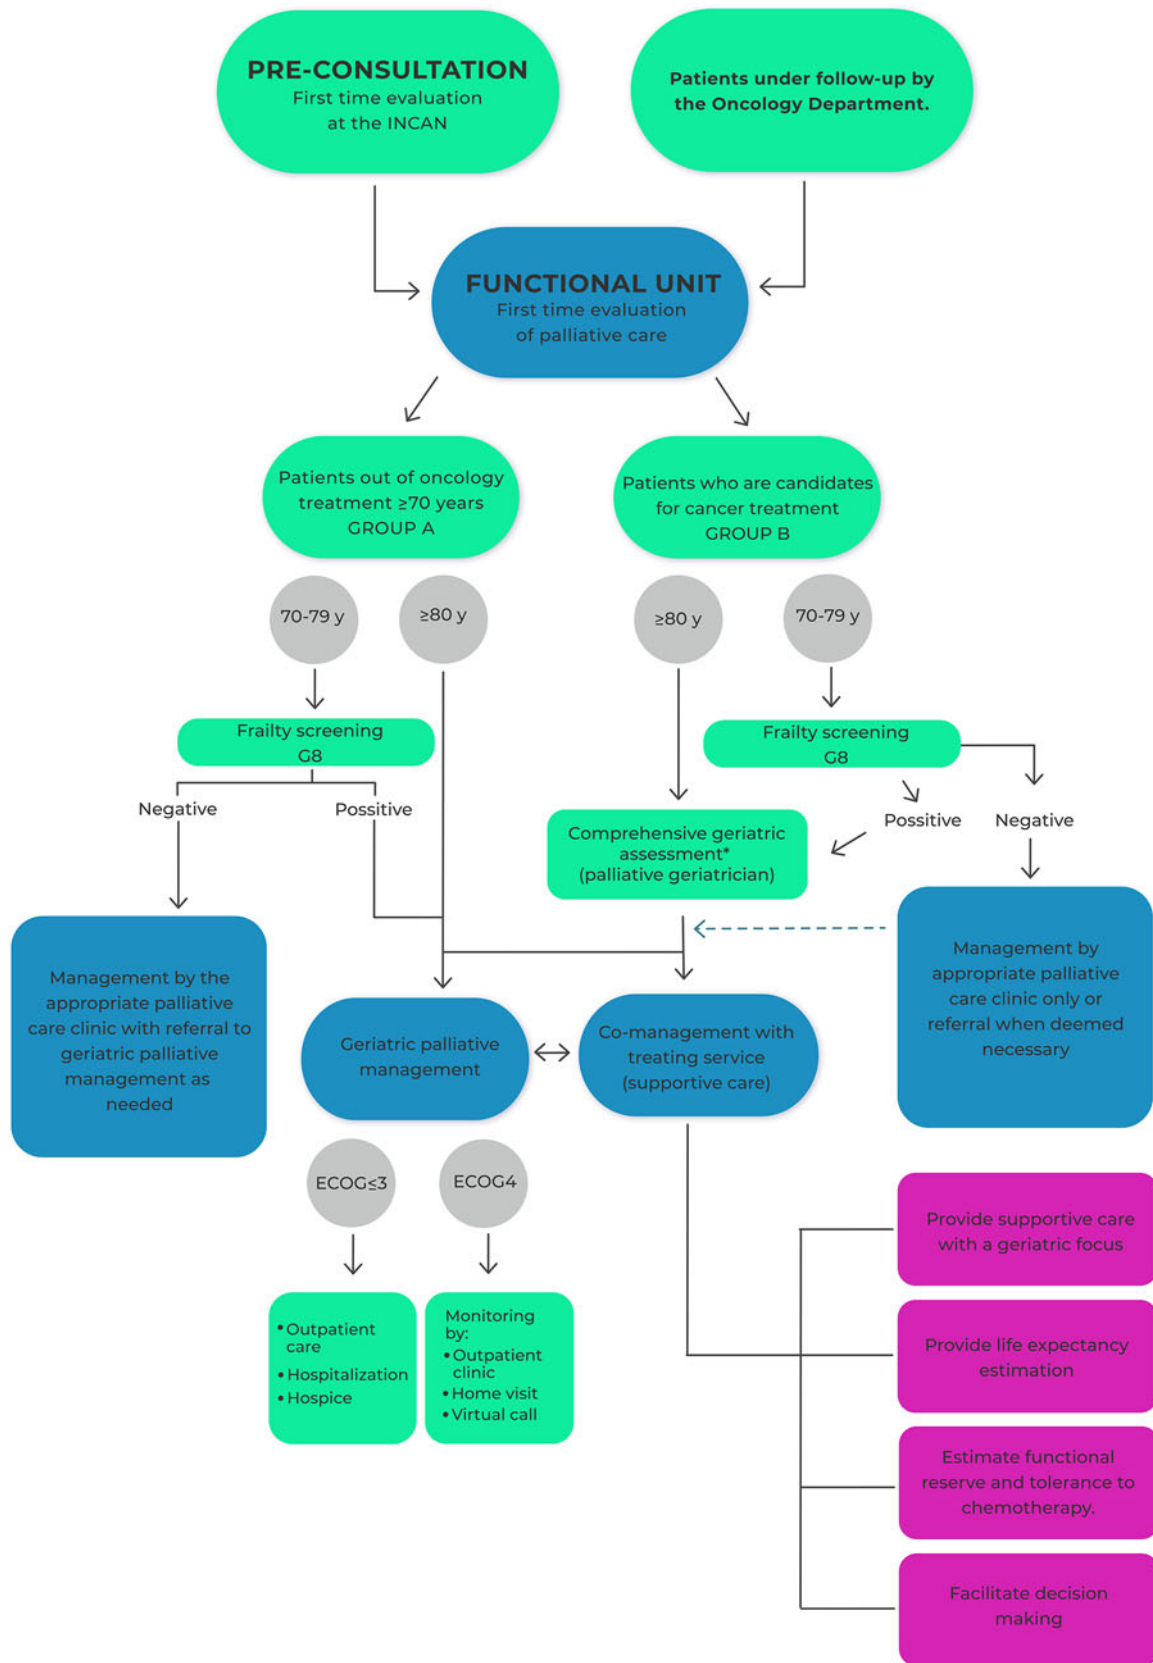 PRE-CONSULTATION
First time evaluation
at the INCAN
Patients under follow-up by
the Oncology Department.
FUNCTIONAL UNIT
First time evaluation
of palliative care
Patients out of oncology
treatment ≥70 years
GROUP A
Patients who are candidates
for cancer treatment
GROUP B
70-79 y
≥80 y
≥80 y
70-79 y
Frailty screening
G8
Frailty screening
G8
Negative
Possitive
Comprehensive geriatric
assessment*
(palliative geriatrician)
Possitive
Negative
Management by the
appropriate palliative
care clinic with referral to
geriatric palliative
management as
needed
Geriatric palliative
management
Co-management with
treating service
(supportive care)
Management by
appropriate palliative
care clinic only or
referral when deemed
necessary
ECOG≤3
ECOG4
• Outpatient
care
• Hospitalization
• Hospice
Monitoring
by:
• Outpatient
clinic
• Home visit
• Virtual call
Provide supportive care
with a geriatric focus
Provide life expectancy
estimation
Estimate functional
reserve and tolerance to
chemotherapy.
Facilitate decision
making